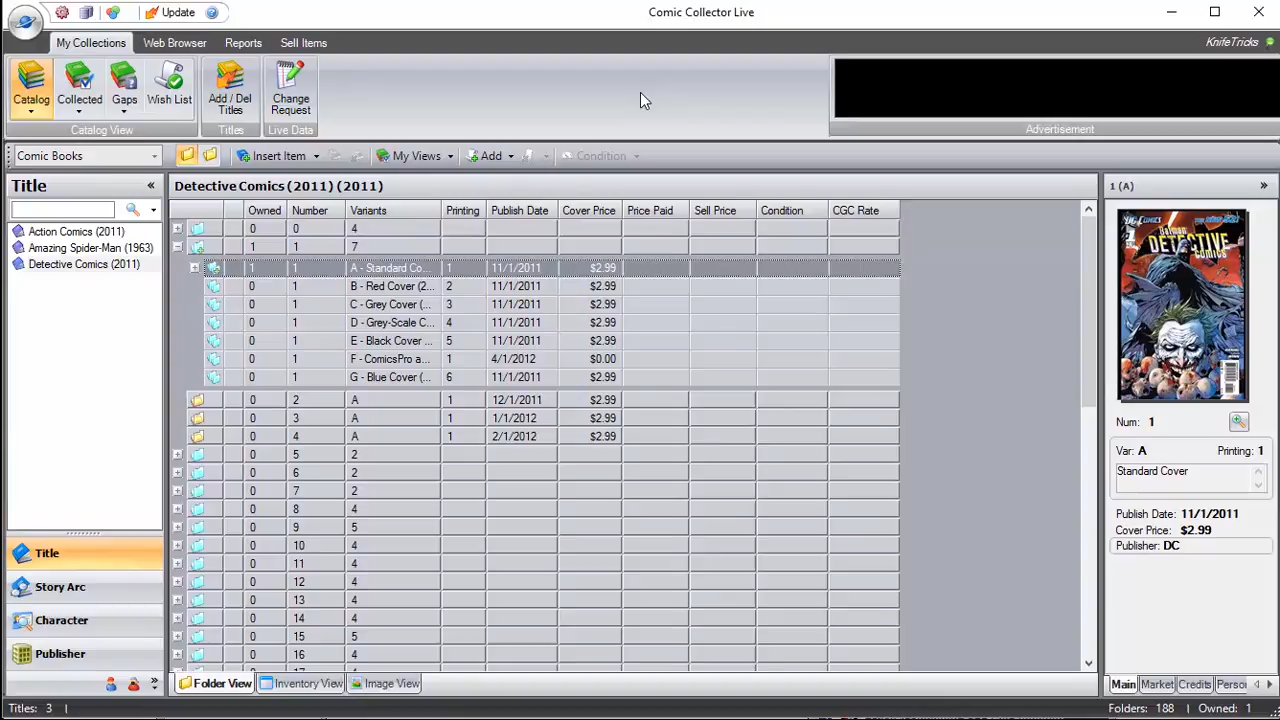 Update
Comic Collector Live
My Collections Web Browser Reports Sell Items
KnifeTricks
Catalog Collected Gaps Wish List Add / Del Titles Change Request
Catalog View Titles Live Data Advertisement
Comic Books Insert Item My Views Add Condition
Title « Detective Comics (2011) (2011) 1 (A) »
Owned Number Variants Printing Publish Date Cover Price Price Paid Sell Price Condition CGC Rate
Action Comics (2011)
Amazing Spider-Man (1963)
Detective Comics (2011)
0 0 4
1 1 7
1 1 A - Standard Co... 1 11/1/2011 $2.99
0 1 B - Red Cover (2... 2 11/1/2011 $2.99
0 1 C - Grey Cover (... 3 11/1/2011 $2.99
0 1 D - Grey-Scale C... 4 11/1/2011 $2.99
0 1 E - Black Cover ... 5 11/1/2011 $2.99
0 1 F - ComicsPro a... 1 4/1/2012 $0.00
0 1 G - Blue Cover (... 6 11/1/2011 $2.99
0 2 A 1 12/1/2011 $2.99
0 3 A 1 1/1/2012 $2.99
0 4 A 1 2/1/2012 $2.99
0 5 2
0 6 2
0 7 2
0 8 4
0 9 5
0 10 4
0 11 4
0 12 4
0 13 4
0 14 4
0 15 5
0 16 4
DC COMICS
BATMAN
DETECTIVE
COMICS
Num: 1
Var: A Printing: 1
Standard Cover
Publish Date: 11/1/2011
Cover Price: $2.99
Publisher: DC
Title
Story Arc
Character
Publisher
Folder View Inventory View Image View
Main Market Credits Perso
Titles: 3 Folders: 188 Owned: 1